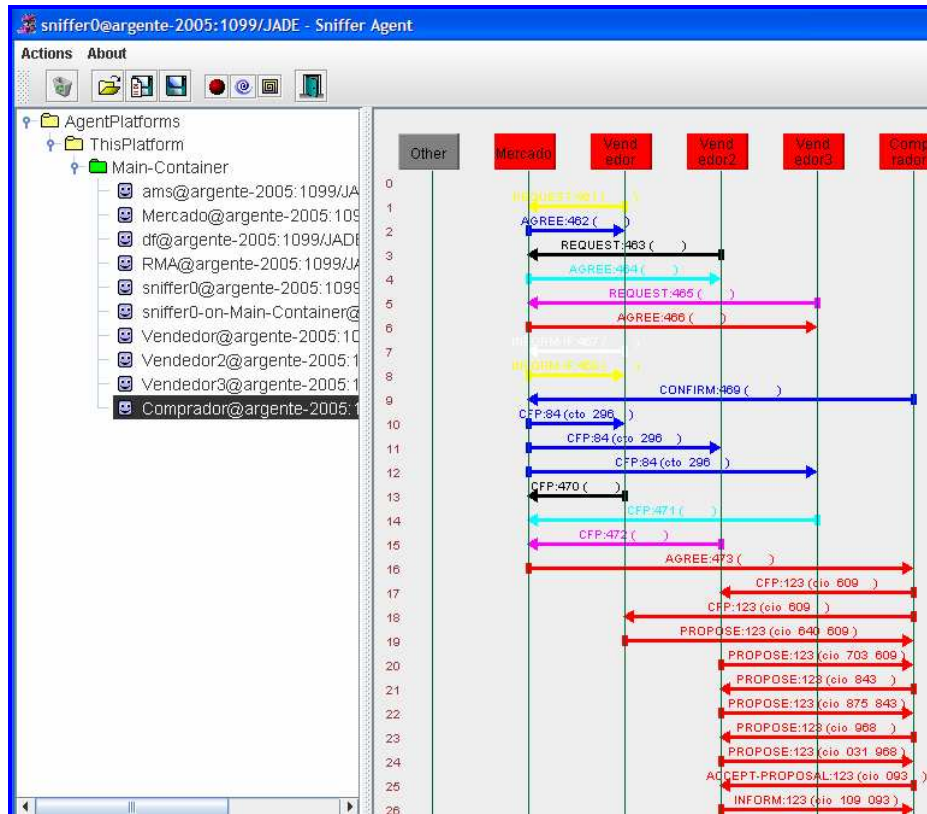 sniffer0@argente-2005:1099/JADE - Sniffer Agent
Actions About
AgentPlatforms
ThisPlatform
Main-Container
ams@argente-2005:1099/JA
Mercado@argente-2005:109
df@argente-2005:1099/JADE
RMA@argente-2005:1099/JA
sniffer0@argente-2005:1099
sniffer0-on-Main-Container@
Vendedor@argente-2005:10
Vendedor2@argente-2005:1
Vendedor3@argente-2005:1
Comprador@argente-2005:1
Other
Mercado
Vend
edor
Vend
edor2
Vend
edor3
Comp
rador
0
REQUEST:461 ( )
1
AGREE:462 ( )
2
REQUEST:463 ( )
3
AGREE:464 ( )
4
REQUEST:465 ( )
5
AGREE:466 ( )
6
INFORM-IF:467 ( )
7
INFORM-IF:468 ( )
8
CONFIRM:469 ( )
9
CFP:84 (cto 296 )
10
CFP:84 (cto 296 )
11
CFP:84 (cto 296 )
12
CFP:470 ( )
13
CFP:471 ( )
14
CFP:472 ( )
15
AGREE:473 ( )
16
CFP:123 (cio 609 )
17
CFP:123 (cio 609 )
18
PROPOSE:123 (cio 640 609 )
19
PROPOSE:123 (cio 703 609 )
20
PROPOSE:123 (cio 843 )
21
PROPOSE:123 (cio 875 843 )
22
PROPOSE:123 (cio 968 )
23
PROPOSE:123 (cio 031 968 )
24
ACCEPT-PROPOSAL:123 (cio 093 )
25
INFORM:123 (cio 109 093 )
26